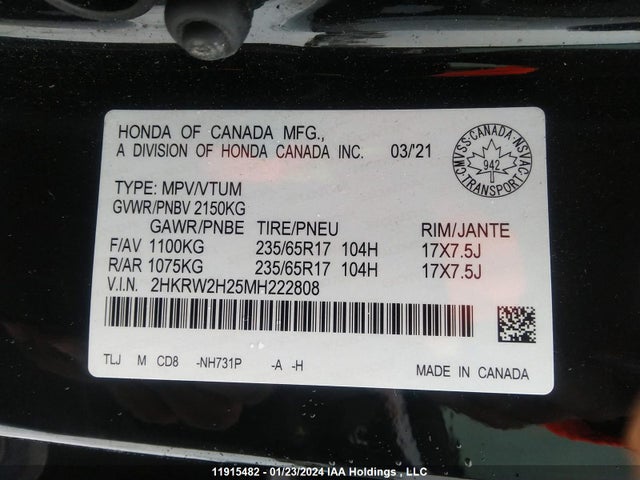 HONDA OF CANADA MFG.,
A DIVISION OF HONDA CANADA INC. 03/'21
CMVSS-CANADA-NSVAC
942
TRANSPORT
TYPE: MPV/VTUM
GVWR/PNBV 2150KG
GAWR/PNBE TIRE/PNEU RIM/JANTE
F/AV 1100KG 235/65R17 104H 17X7.5J
R/AR 1075KG 235/65R17 104H 17X7.5J
V.I.N. 2HKRW2H25MH222808
TLJ M CD8 -NH731P -A -H
MADE IN CANADA
11915482 - 01/23/2024 IAA Holdings , LLC